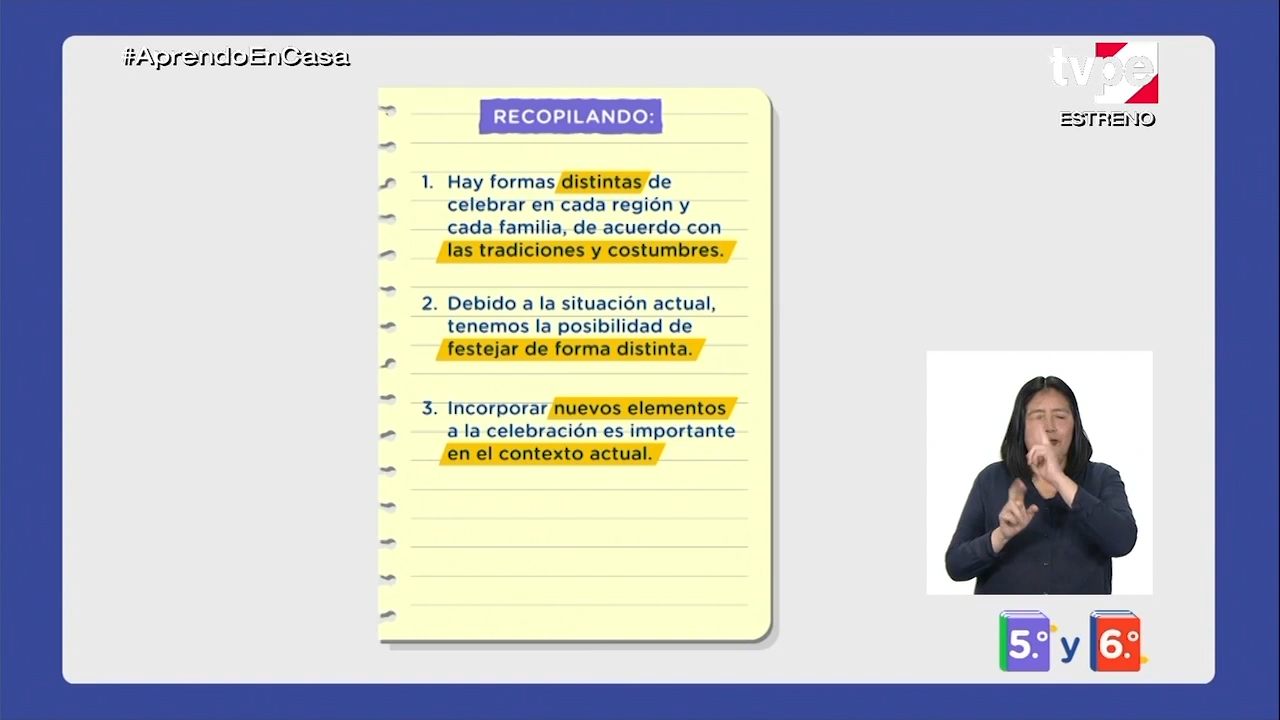 #AprendoEnCasa
tvpe
ESTRENO
RECOPILANDO:
1. Hay formas distintas de
celebrar en cada región y
cada familia, de acuerdo con
las tradiciones y costumbres.
2. Debido a la situación actual,
tenemos la posibilidad de
festejar de forma distinta.
3. Incorporar nuevos elementos
a la celebración es importante
en el contexto actual.
5.º y 6.º